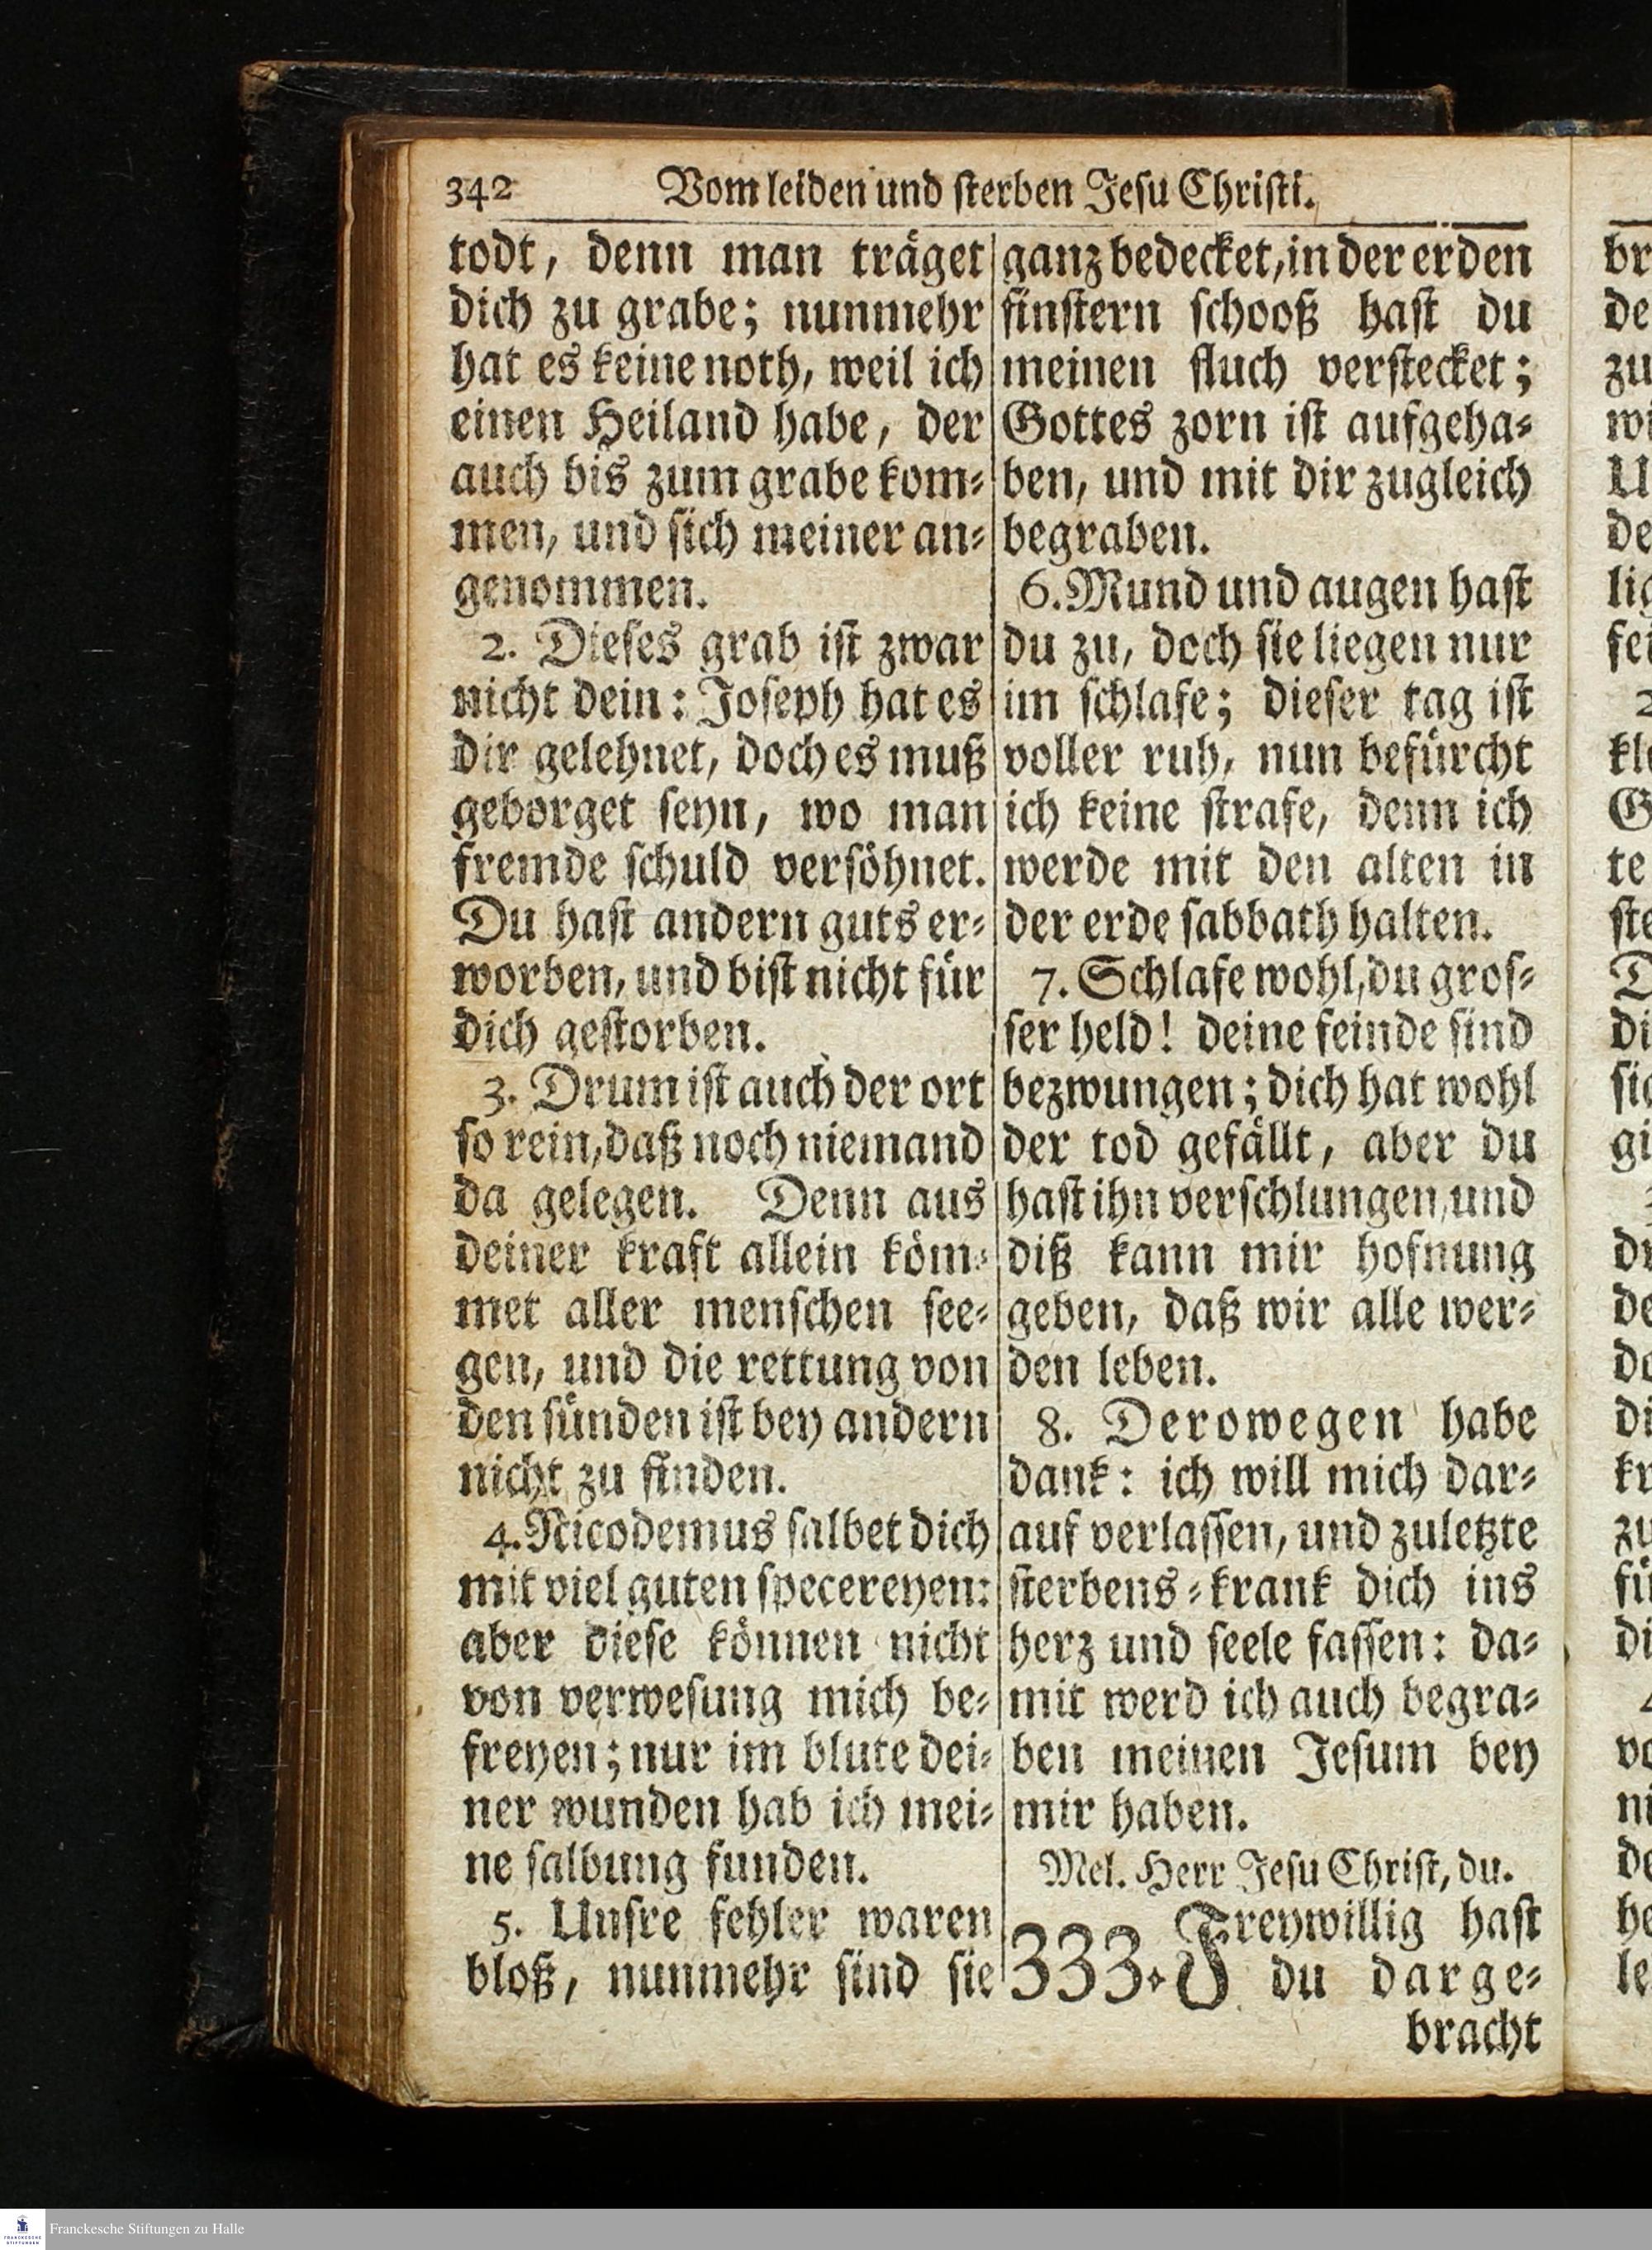 342 Vom leiden und sterben Jesu Christi.
todt, denn man träget
dich zu grabe; nunmehr
hat es keine noth, weil ich
einen Heiland habe, der
auch bis zum grabe kom-
men, und sich meiner an-
genommen.
2. Dieses grab ist zwar
nicht dein: Joseph hat es
dir gelehnet, doch es muß
geborget seyn, wo man
fremde schuld versöhnet.
Du hast andern guts er-
worben, und bist nicht für
dich gestorben.
3. Drum ist auch der ort
so rein, daß noch niemand
da gelegen. Denn aus
deiner kraft allein köm-
met aller menschen see-
gen, und die rettung von
den sünden ist bey andern
nicht zu finden.
4. Nicodemus salbet dich
mit viel guten specereyen:
aber diese können nicht
von verwesung mich be-
freyen; nur im blute dei-
ner wunden hab ich mei-
ne salbung funden.
5. Unsre fehler waren
bloß, nunmehr sind sie
ganz bedecket, in der erden
finstern schooß hast du
meinen fluch verstecket;
Gottes zorn ist aufgeha-
ben, und mit dir zugleich
begraben.
6. Mund und augen hast
du zu, doch sie liegen nur
im schlafe; dieser tag ist
voller ruh, nun befürcht
ich keine strafe, denn ich
werde mit den alten in
der erde sabbath halten.
7. Schlafe wohl, du gros-
ser held! deine feinde sind
bezwungen; dich hat wohl
der tod gefällt, aber du
hast ihn verschlungen, und
diß kann mir hofnung
geben, daß wir alle wer-
den leben.
8. Derowegen habe
dank: ich will mich dar-
auf verlassen, und zuletzte
sterbens-krank dich ins
herz und seele fassen: da-
mit werd ich auch begra-
ben meinen Jesum bey
mir haben.
Mel. Herr Jesu Christ, du.
333. Freywillig hast
du darge-
bracht
Franckesche Stiftungen zu Halle